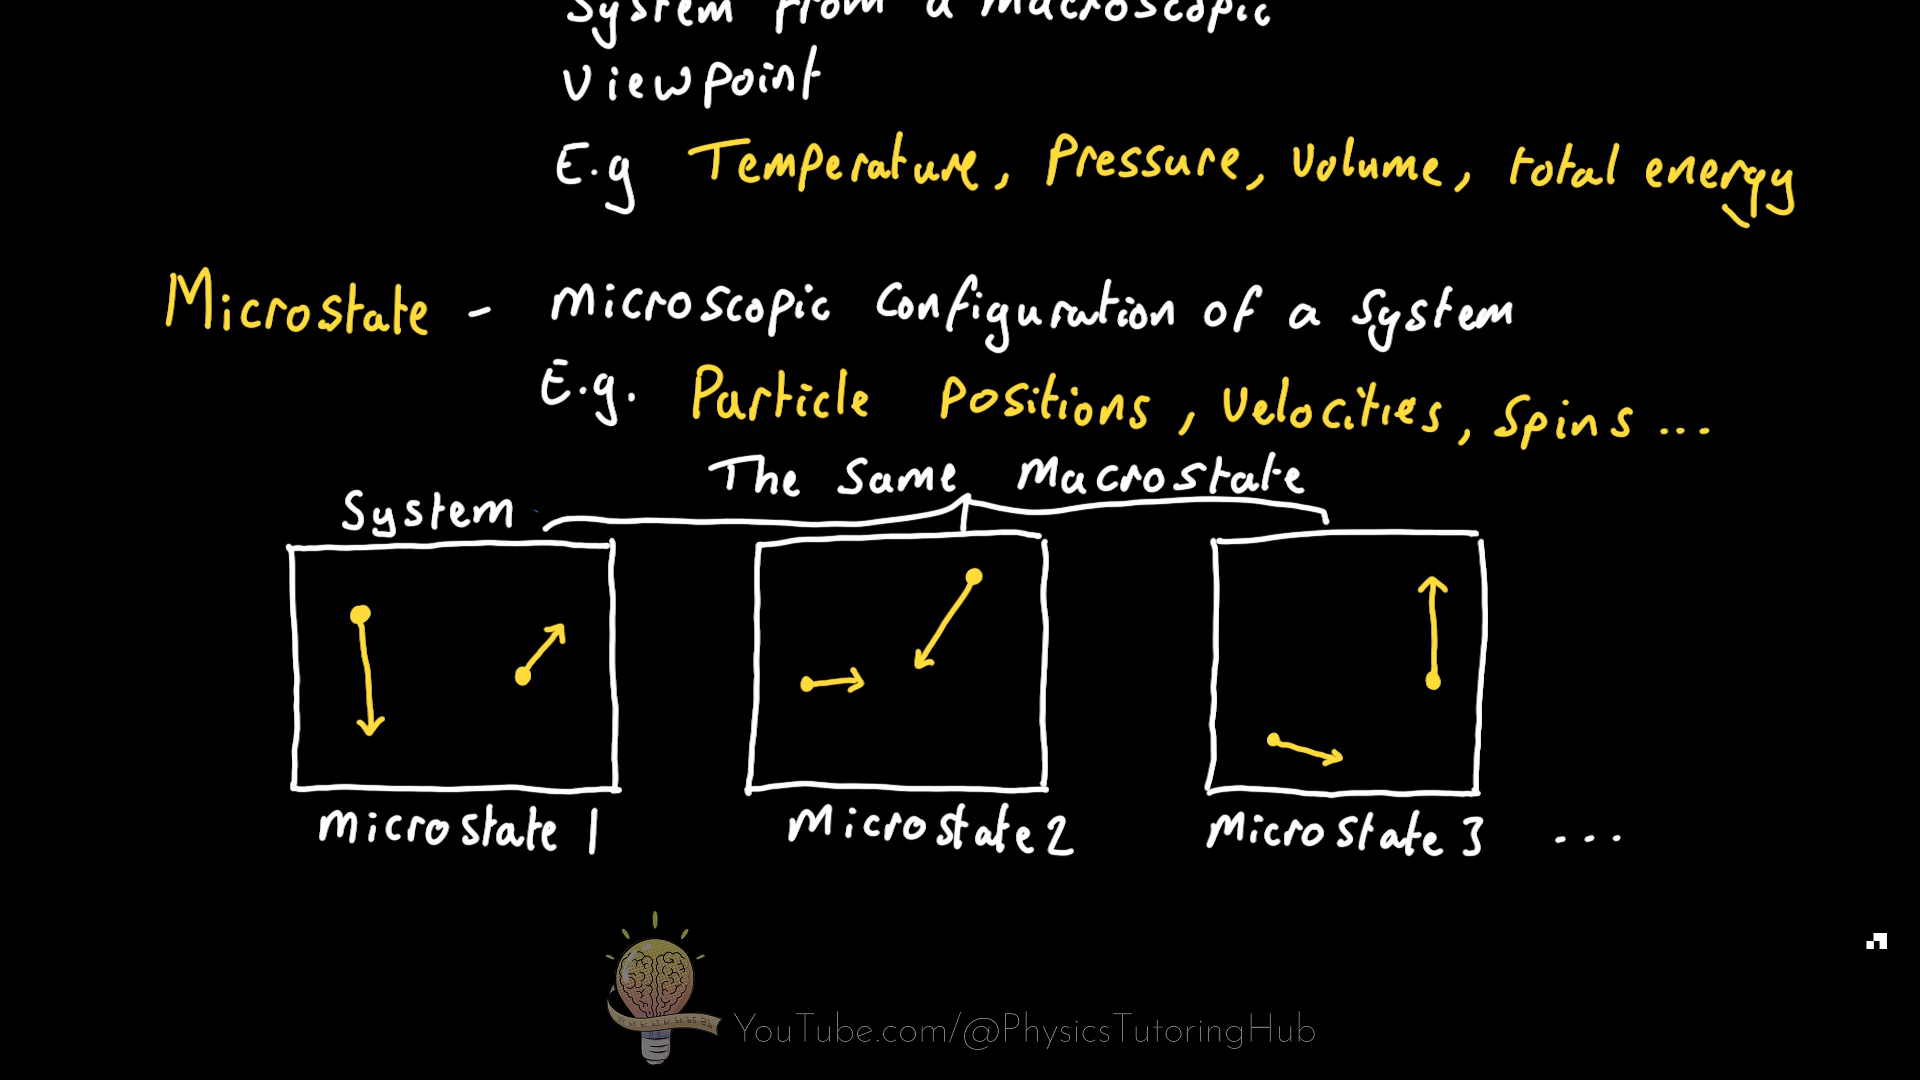 System from a macroscopic
viewpoint
E.g Temperature, Pressure, Volume, total energy
Microstate - microscopic configuration of a system
E.g. Particle positions, velocities, spins ...
The same macrostate
System
microstate 1
microstate 2
microstate 3 ...
YouTube.com/@PhysicsTutoringHub